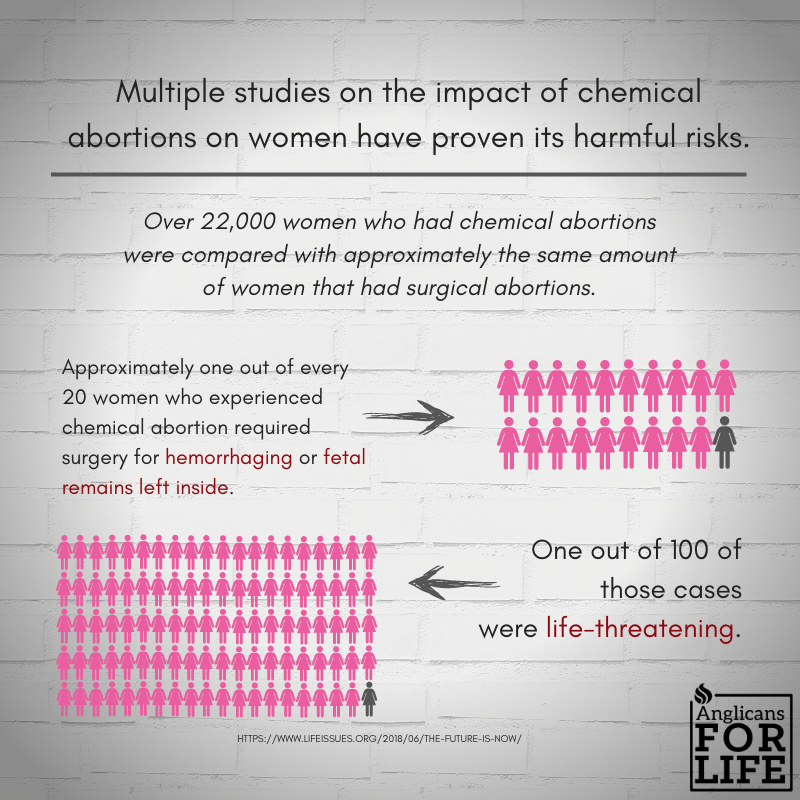 Multiple studies on the impact of chemical
abortions on women have proven its harmful risks.
Over 22,000 women who had chemical abortions
were compared with approximately the same amount
of women that had surgical abortions.
Approximately one out of every
20 women who experienced
chemical abortion required
surgery for hemorrhaging or fetal
remains left inside.
One out of 100 of
those cases
were life-threatening.
HTTPS://WWW.LIFEISSUES.ORG/2018/06/THE-FUTURE-IS-NOW/
Anglicans
FOR
LIFE